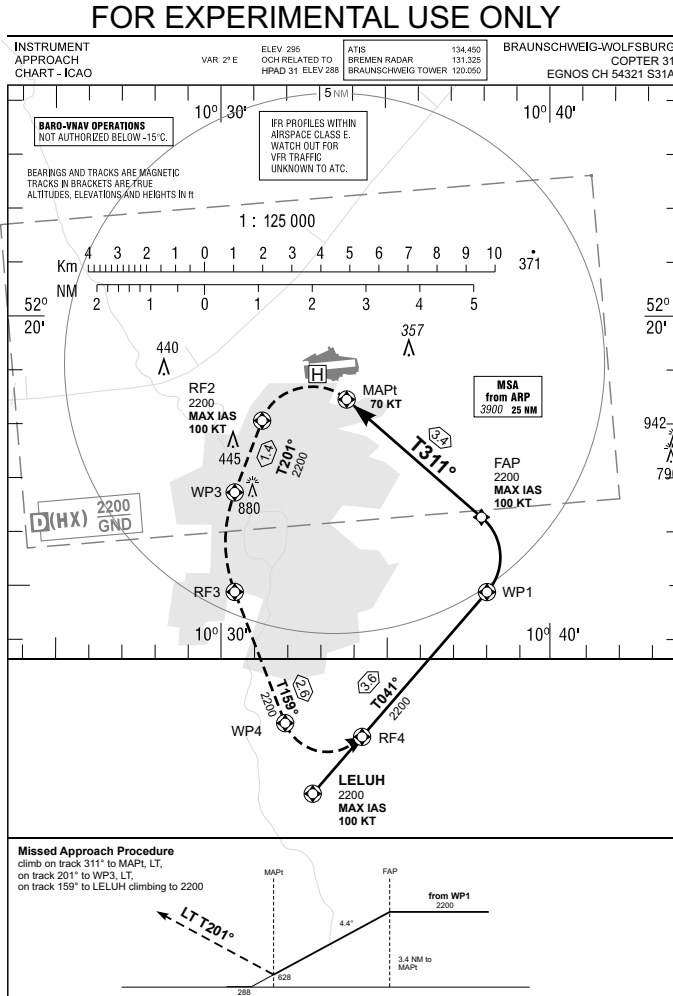 FOR EXPERIMENTAL USE ONLY
INSTRUMENT
APPROACH
CHART - ICAO
VAR 2° E
ELEV 295
OCH RELATED TO
HPAD 31 ELEV 288
ATIS 134,450
BREMEN RADAR 131.325
BRAUNSCHWEIG TOWER 120.050
BRAUNSCHWEIG-WOLFSBURG
COPTER 31
EGNOS CH 54321 S31A
5 NM
10° 30'
10° 40'
BARO-VNAV OPERATIONS
NOT AUTHORIZED BELOW -15°C.
IFR PROFILES WITHIN
AIRSPACE CLASS E.
WATCH OUT FOR
VFR TRAFFIC
UNKNOWN TO ATC.
BEARINGS AND TRACKS ARE MAGNETIC
TRACKS IN BRACKETS ARE TRUE
ALTITUDES, ELEVATIONS AND HEIGHTS IN ft
1 : 125 000
Km 4 3 2 1 0 1 2 3 4 5 6 7 8 9 10
NM 2 1 0 1 2 3 4 5
371
52°
20'
52°
20'
357
440
H
RF2
2200
MAX IAS
100 KT
MAPt
70 KT
MSA
from ARP
3900 25 NM
942
79
445
1.4
T201°
2200
3.4
T311°
FAP
2200
MAX IAS
100 KT
WP3
880
D(HX) 2200
GND
RF3
WP1
10° 30'
10° 40'
2.6
T159°
2200
3.6
T041°
2200
WP4
RF4
LELUH
2200
MAX IAS
100 KT
Missed Approach Procedure
climb on track 311° to MAPt, LT,
on track 201° to WP3, LT,
on track 159° to LELUH climbing to 2200
MAPt
FAP
from WP1
2200
LT T201°
4.4°
3.4 NM to
MAPt
628
288